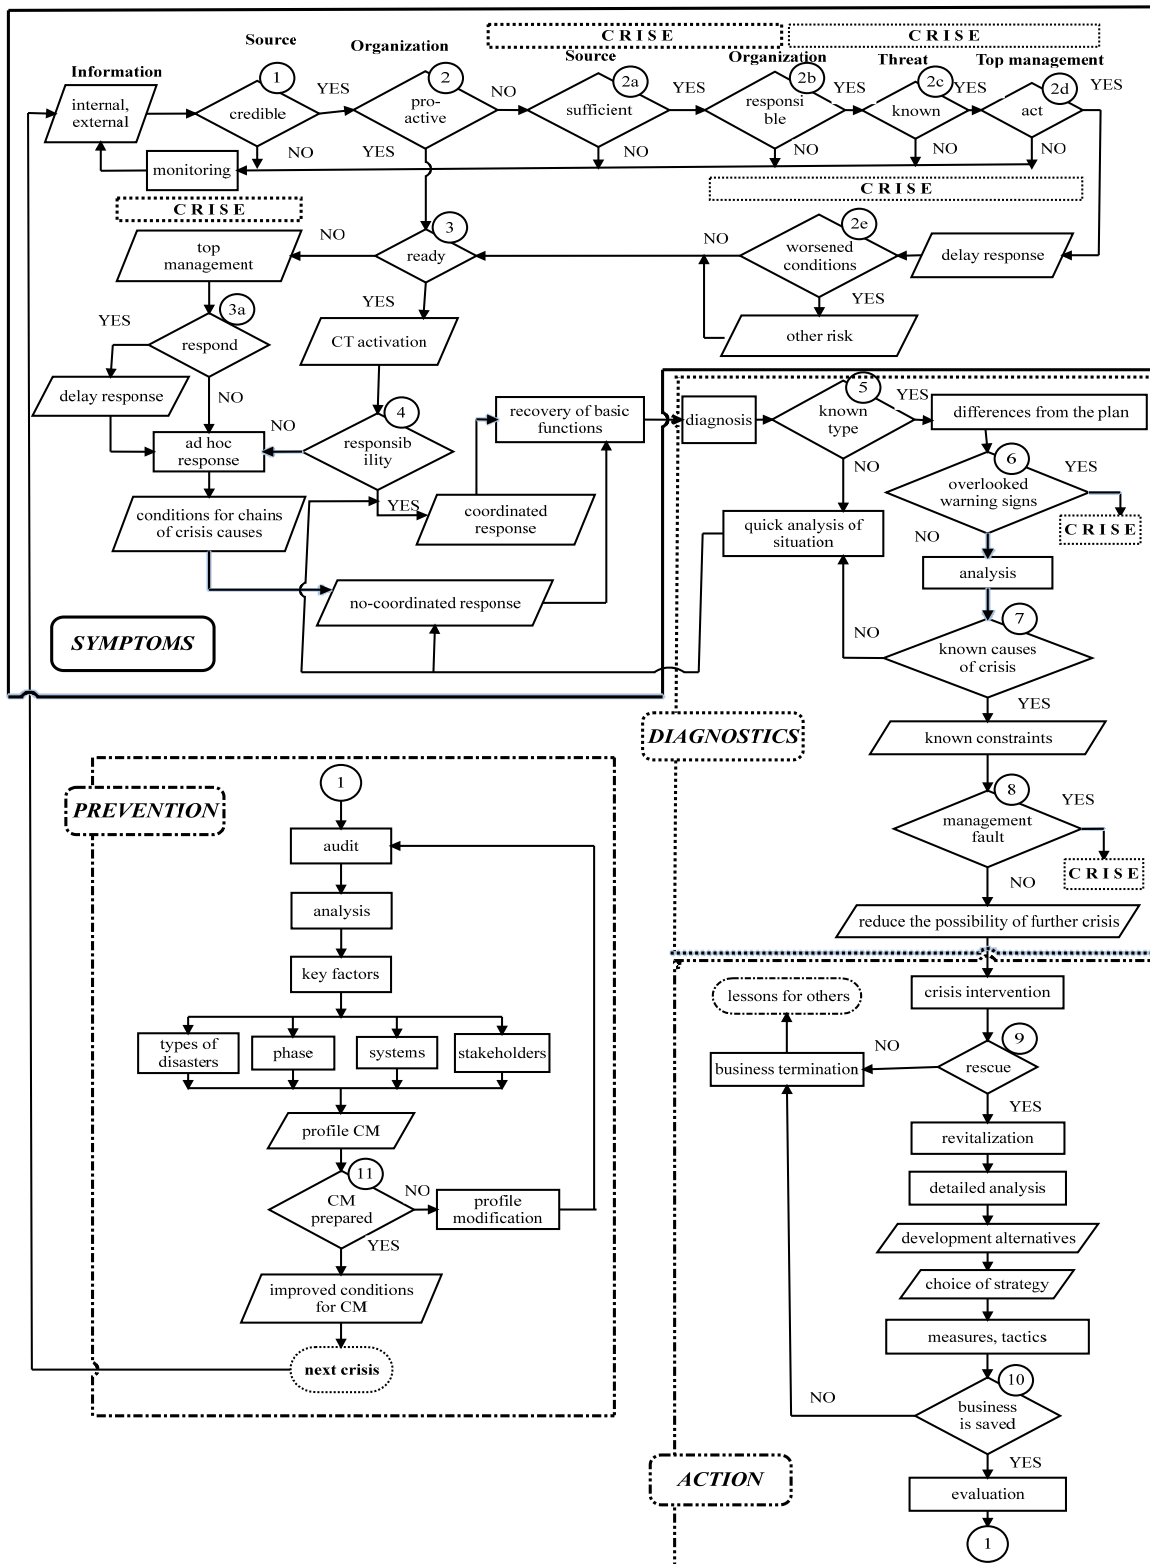 C R I S E
C R I S E
Source
Organization
Source
Organization
Threat
Top management
Information
1
2
2a
2b
2c
2d
YES
internal,
external
credible
YES
pro-
active
NO
sufficient
YES
responsi
ble
YES
known
YES
act
NO
YES
NO
NO
NO
NO
monitoring
C R I S E
C R I S E
NO
3
NO
2e
top
management
ready
worsened
conditions
delay response
YES
3a
YES
YES
respond
CT activation
other risk
delay response
NO
4
recovery of basic
functions
diagnosis
5
known
type
YES
differences from the plan
ad hoc
response
NO
responsib
ility
NO
6
overlooked
warning signs
YES
YES
coordinated
response
conditions for chains
of crisis causes
quick analysis of
situation
NO
C R I S E
analysis
no-coordinated response
NO
7
known causes
of crisis
SYMPTOMS
YES
DIAGNOSTICS
known constraints
8
YES
management
fault
C R I S E
NO
reduce the possibility of further crisis
PREVENTION
1
audit
analysis
key factors
types of
disasters
phase
systems
stakeholders
profile CM
11
CM
prepared
NO
profile
modification
YES
improved conditions
for CM
next crisis
lessons for others
crisis intervention
9
NO
business termination
rescue
YES
revitalization
detailed analysis
development alternatives
choice of strategy
measures, tactics
10
NO
business
is saved
YES
ACTION
evaluation
1